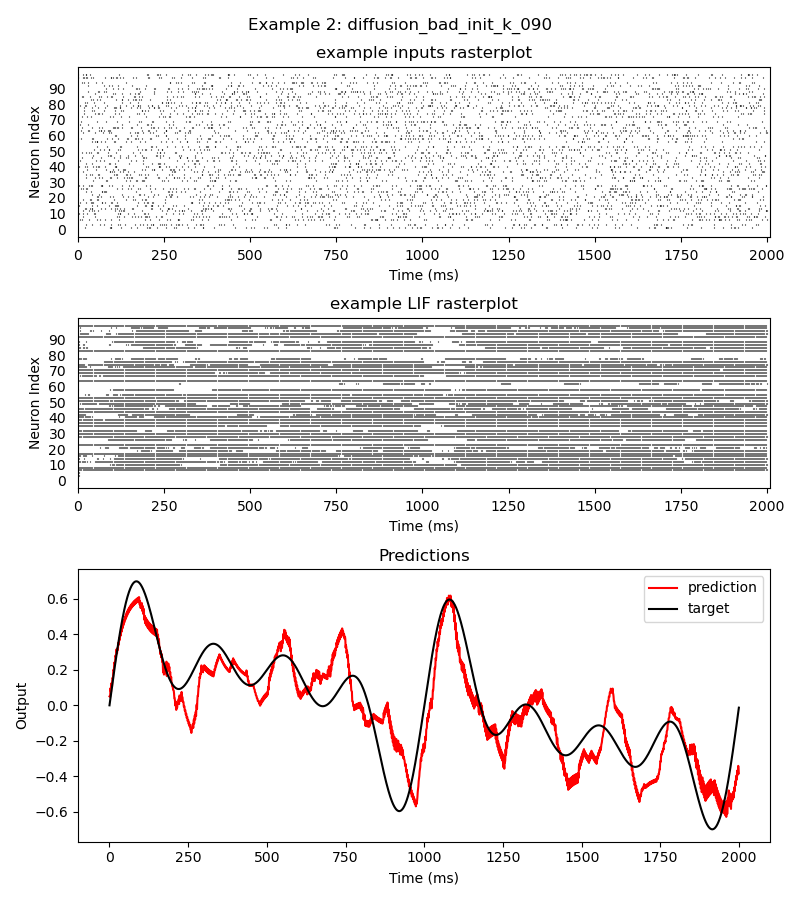 Example 2: diffusion_bad_init_k_090
example inputs rasterplot
Neuron Index
90
80
70
60
50
40
30
20
10
0
0 250 500 750 1000 1250 1500 1750 2000
Time (ms)
example LIF rasterplot
Neuron Index
90
80
70
60
50
40
30
20
10
0
0 250 500 750 1000 1250 1500 1750 2000
Time (ms)
Predictions
Output
0.6
0.4
0.2
0.0
−0.2
−0.4
−0.6
prediction
target
0 250 500 750 1000 1250 1500 1750 2000
Time (ms)